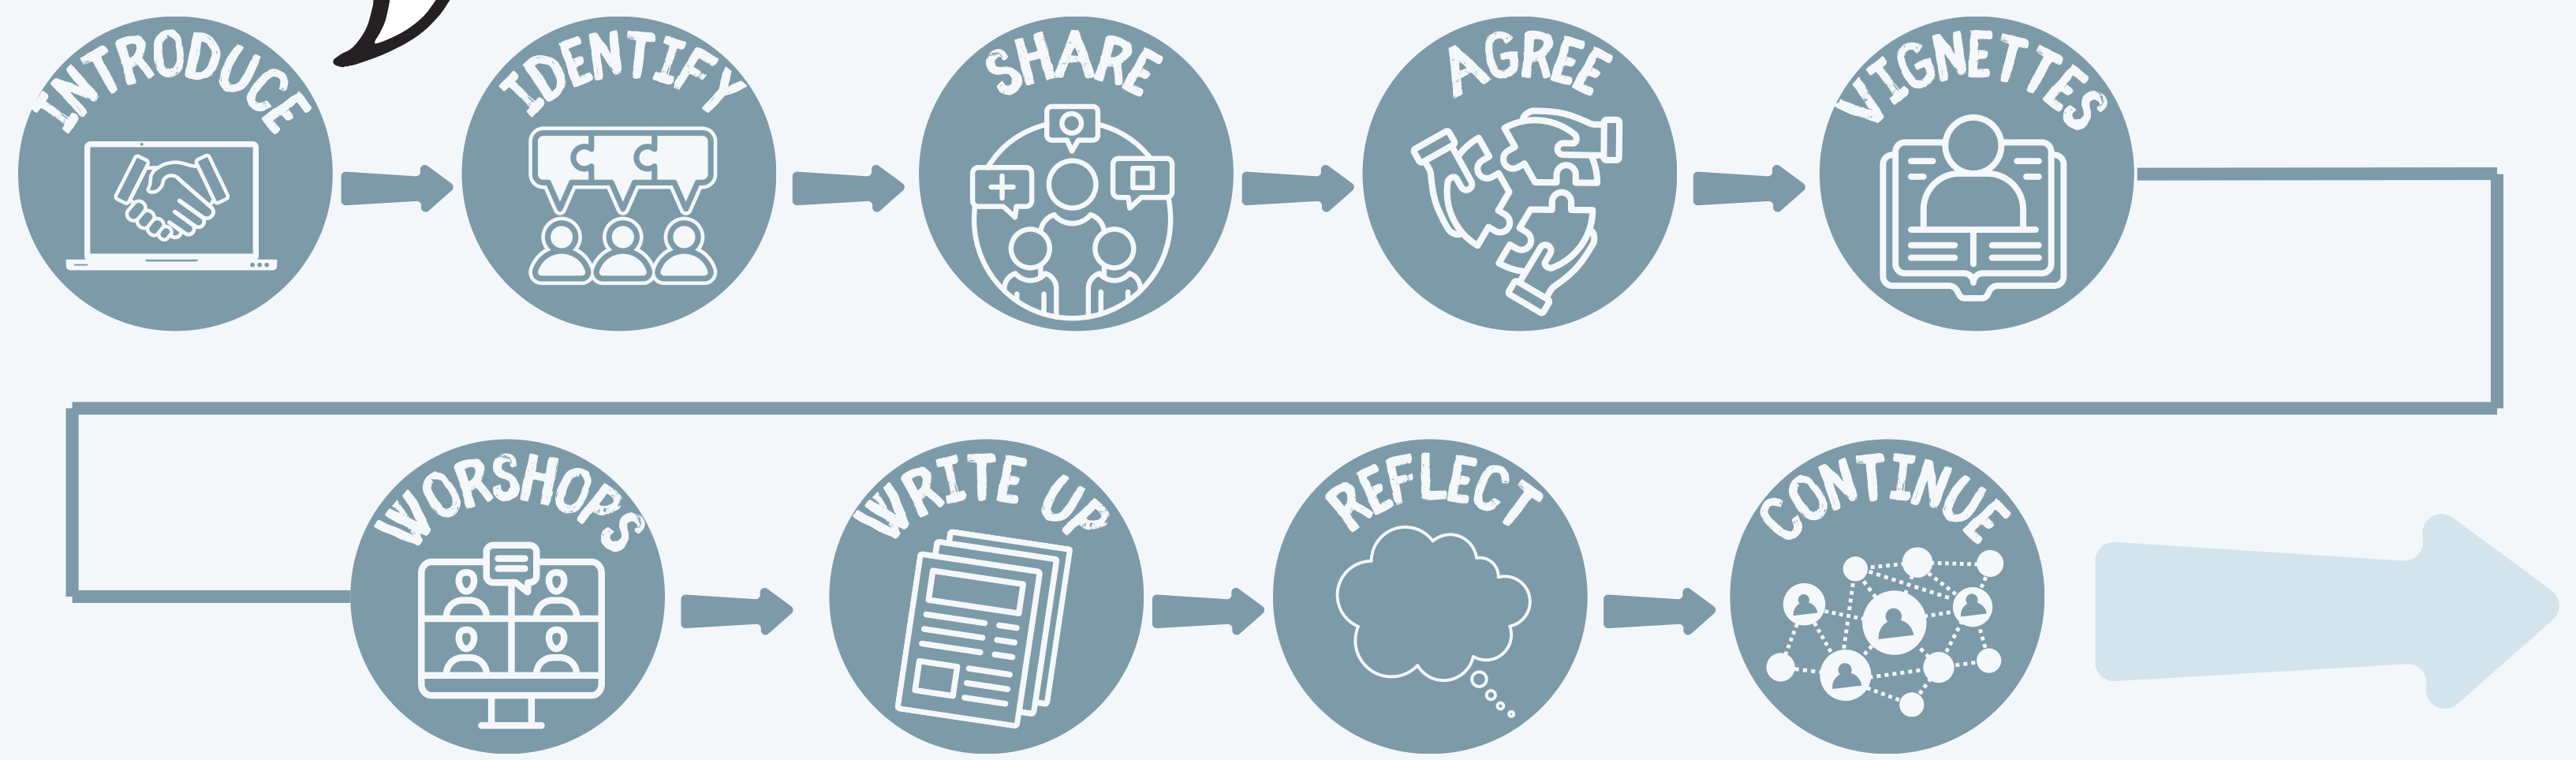 INTRODUCE
IDENTIFY
SHARE
AGREE
VIGNETTES
WORSHOPS
WRITE UP
REFLECT
CONTINUE